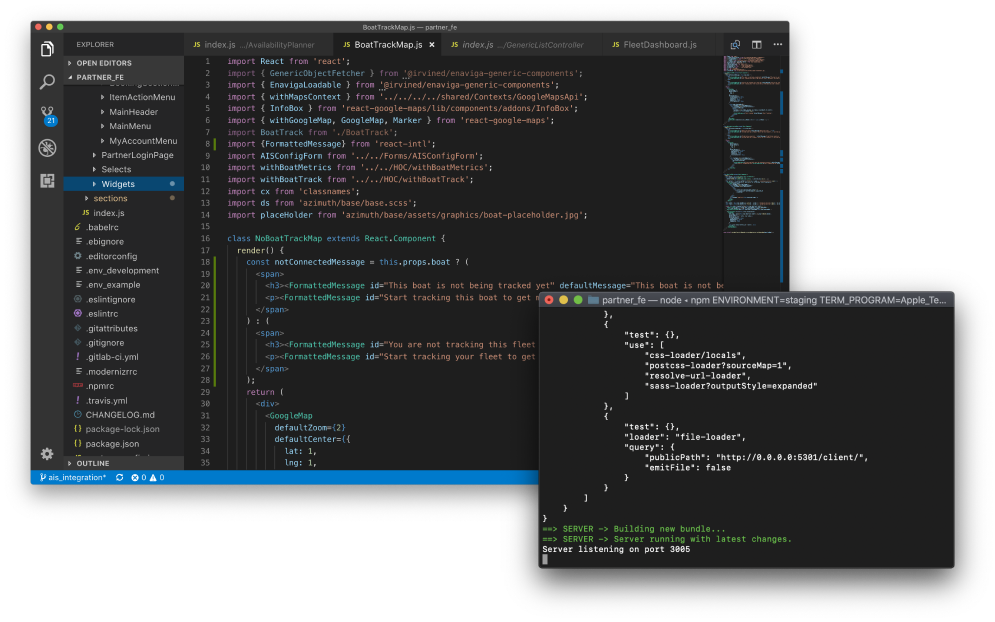 BoatTrackMap.js — partner_fe
EXPLORER
index.js .../AvailabilityPlanner
BoatTrackMap.js ×
index.js .../GenericListController
FleetDashboard.js
OPEN EDITORS
PARTNER_FE
ItemActionMenu
MainHeader
MainMenu
MyAccountMenu
PartnerLoginPage
Selects
Widgets
sections
index.js
.babelrc
.ebignore
.editorconfig
.env_development
.env_example
.eslintignore
.eslintrc
.gitattributes
.gitignore
.gitlab-ci.yml
.modernizrrc
.npmrc
.travis.yml
CHANGELOG.md
package-lock.json
package.json
OUTLINE
21
1 import React from 'react';
2 import { GenericObjectFetcher } from '@irvined/enaviga-generic-components';
3 import { EnavigaLoadable } from '@irvined/enaviga-generic-components';
4 import { withMapsContext } from '../../../../shared/Contexts/GoogleMapsApi';
5 import { InfoBox } from 'react-google-maps/lib/components/addons/InfoBox';
6 import { withGoogleMap, GoogleMap, Marker } from 'react-google-maps';
7 import BoatTrack from './BoatTrack';
8 import {FormattedMessage} from 'react-intl';
9 import AISConfigForm from '../../Forms/AISConfigForm';
10 import withBoatMetrics from '../../HOC/withBoatMetrics';
11 import withBoatTrack from '../../HOC/withBoatTrack';
12 import cx from 'classnames';
13 import ds from 'azimuth/base/base.scss';
14 import placeHolder from 'azimuth/base/assets/graphics/boat-placeholder.jpg';
15
16 class NoBoatTrackMap extends React.Component {
17 render() {
18 const notConnectedMessage = this.props.boat ? (
19 <span>
20 <h3><FormattedMessage id="This boat is not being tracked yet" defaultMessage="This boat is not be
21 <p><FormattedMessage id="Start tracking this boat to get m
22 </span>
23 ) : (
24 <span>
25 <h3><FormattedMessage id="You are not tracking this fleet
26 <p><FormattedMessage id="Start tracking your fleet to get
27 </span>
28 );
29 return (
30 <div>
31 <GoogleMap
32 defaultZoom={2}
33 defaultCenter={{
34 lat: 1,
35 lng: 1,
ais_integration* 0 0
partner_fe — node • npm ENVIRONMENT=staging TERM_PROGRAM=Apple_Te...
},
{
"test": {},
"use": [
"css-loader/locals",
"postcss-loader?sourceMap=1",
"resolve-url-loader",
"sass-loader?outputStyle=expanded"
]
},
{
"test": {},
"loader": "file-loader",
"query": {
"publicPath": "http://0.0.0.0:5301/client/",
"emitFile": false
}
}
]
}
}
==> SERVER -> Building new bundle...
==> SERVER -> Server running with latest changes.
Server listening on port 3005